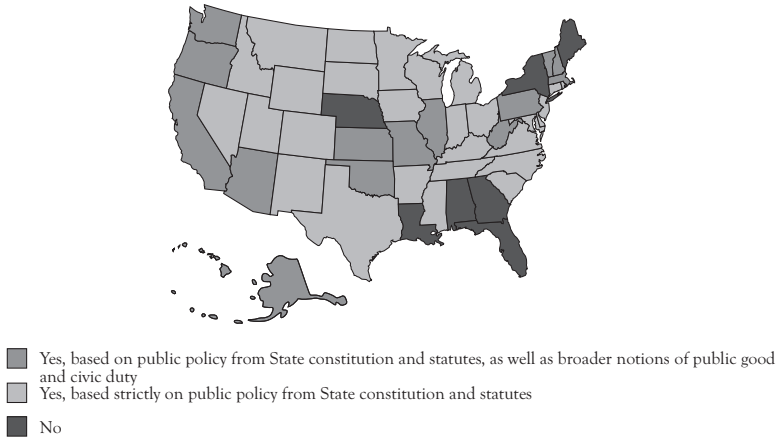 Yes, based on public policy from State constitution and statutes, as well as broader notions of public good
and civic duty
Yes, based strictly on public policy from State constitution and statutes
No